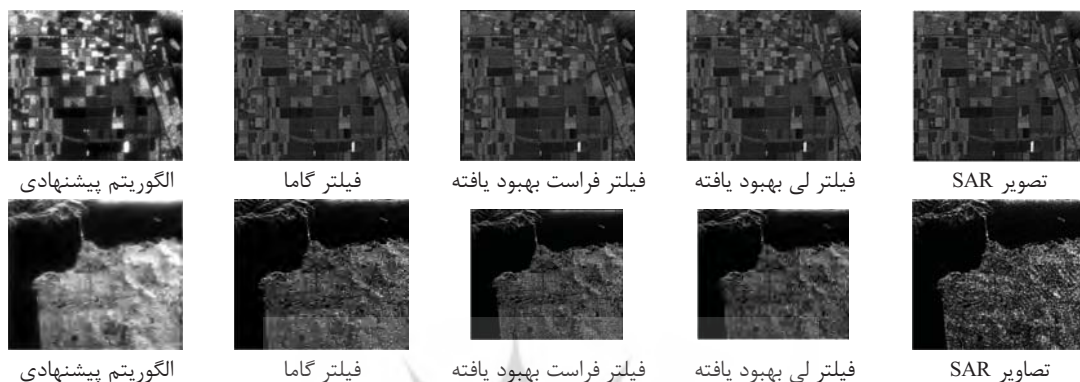 تصویر SAR فیلتر لی بهبود یافته فیلتر فراست بهبود یافته فیلتر گاما الگوریتم پیشنهادی
تصاویر SAR فیلتر لی بهبود یافته فیلتر فراست بهبود یافته فیلتر گاما الگوریتم پیشنهادی